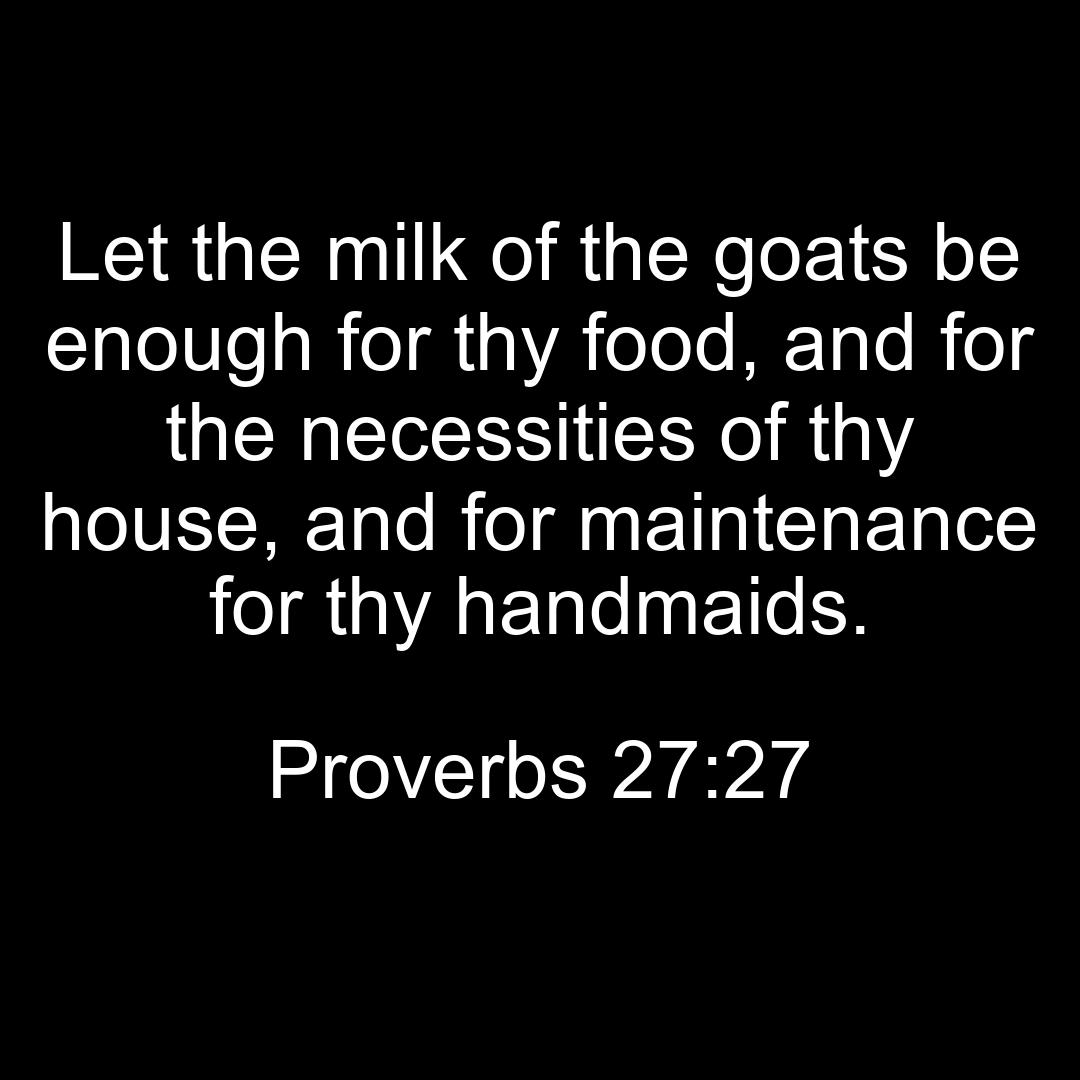 Let the milk of the goats be
enough for thy food, and for
the necessities of thy
house, and for maintenance
for thy handmaids.
Proverbs 27:27